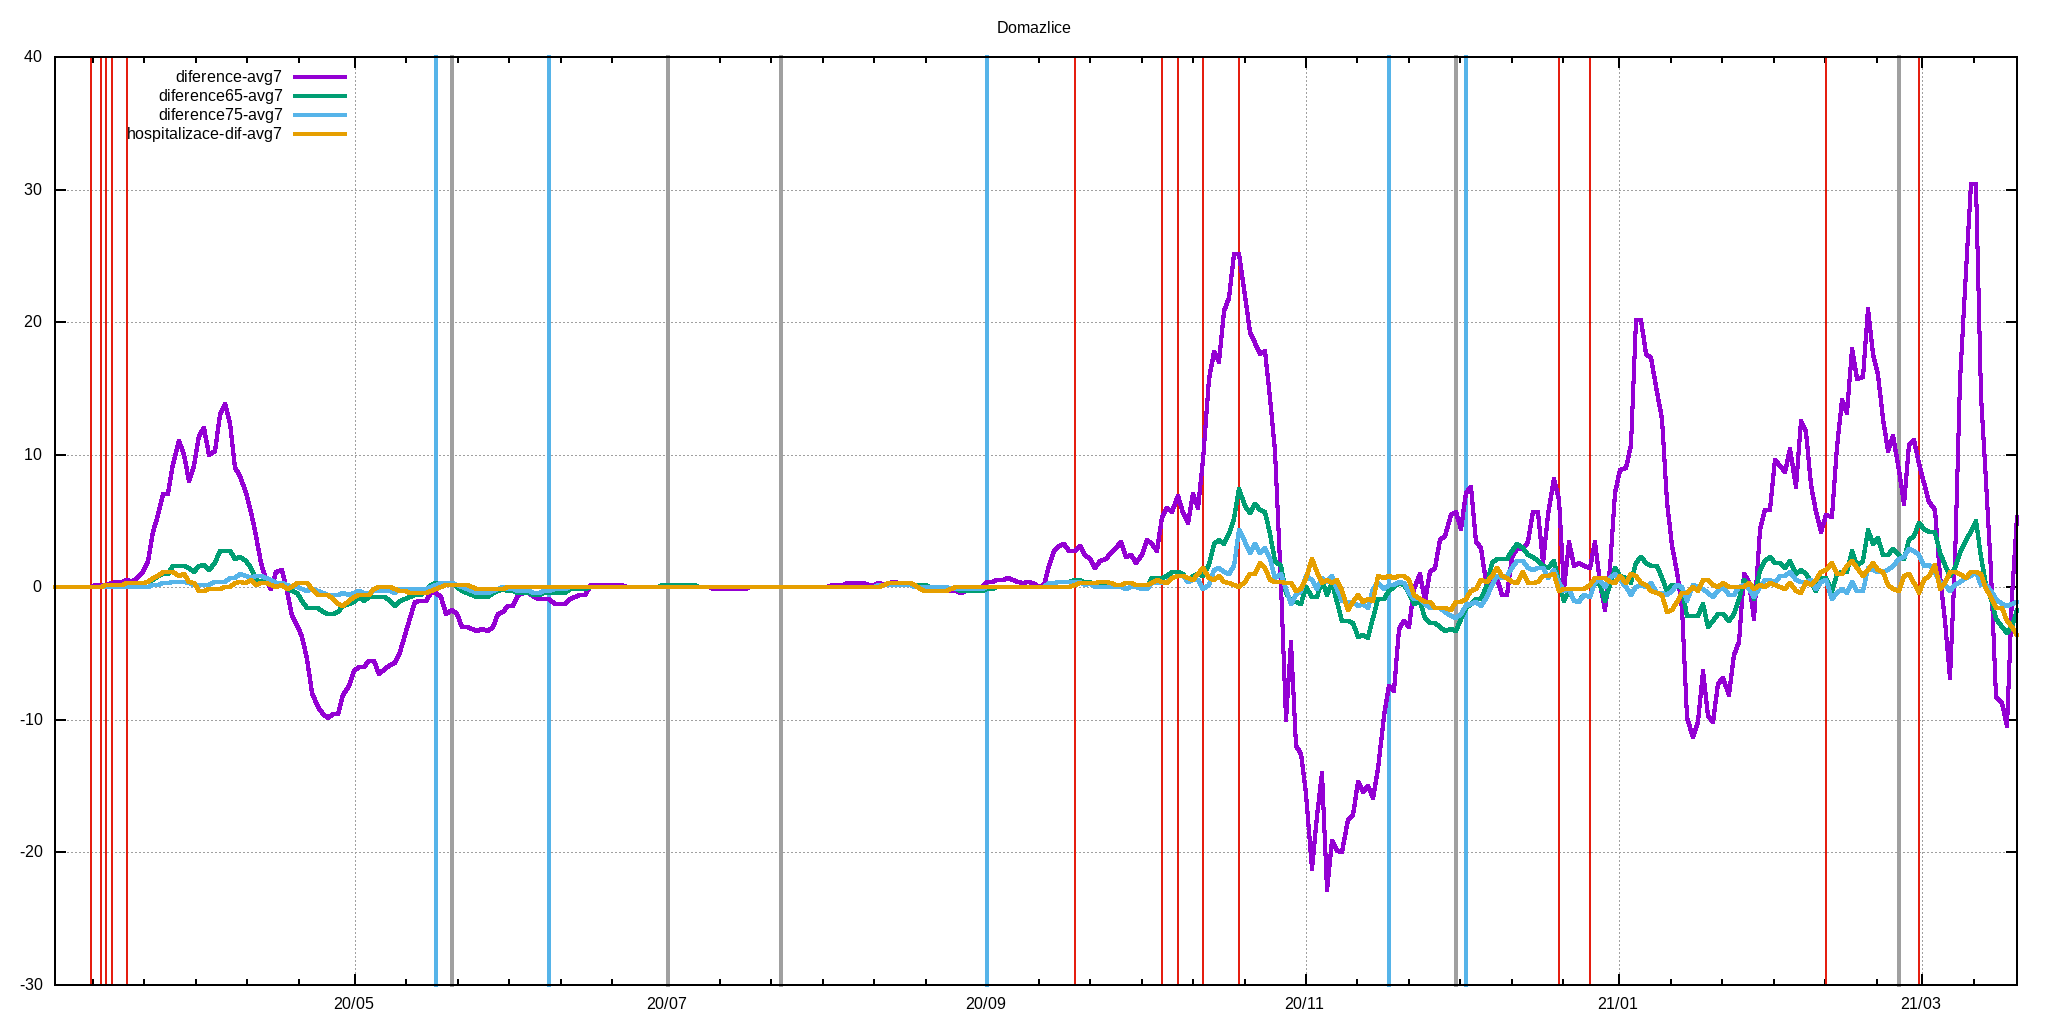 Domazlice
diference-avg7
diference65-avg7
diference75-avg7
hospitalizace-dif-avg7
40
30
20
10
0
-10
-20
-30
20/05 20/07 20/09 20/11 21/01 21/03